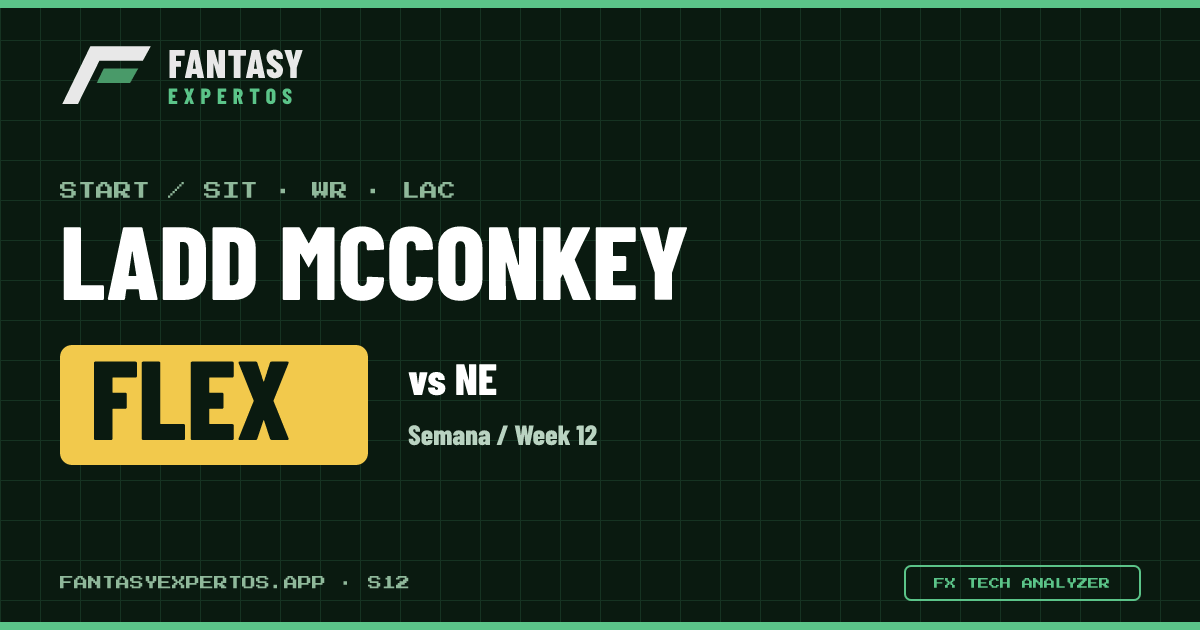 FANTASY
EXPERTOS
START / SIT · WR · LAC
LADD MCCONKEY
FLEX
vs NE
Semana / Week 12
FANTASYEXPERTOS.APP · S12
FX TECH ANALYZER